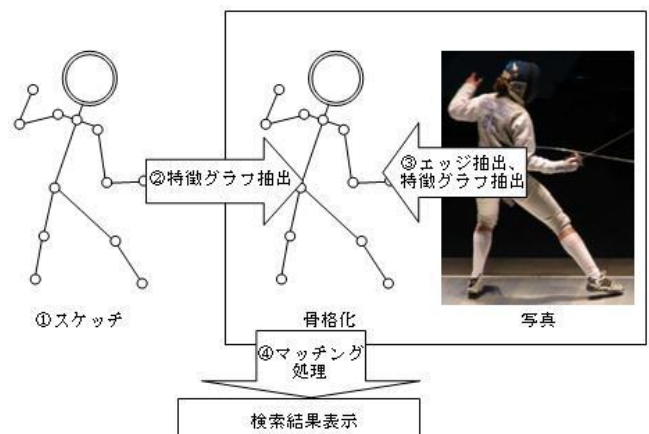 ②特徴グラフ抽出
③エッジ抽出、
特徴グラフ抽出
①スケッチ
骨格化
写真
④マッチング
処理
検索結果表示